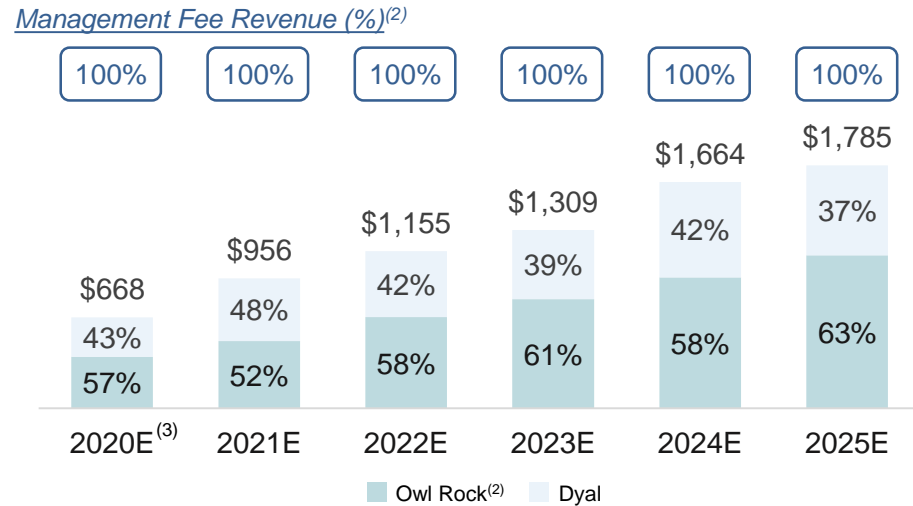 Management Fee Revenue (%)(2)
100% 100% 100% 100% 100% 100%
$668 $956 $1,155 $1,309 $1,664 $1,785
43% 48% 42% 39% 42% 37%
57% 52% 58% 61% 58% 63%
2020E(3) 2021E 2022E 2023E 2024E 2025E
Owl Rock(2) Dyal